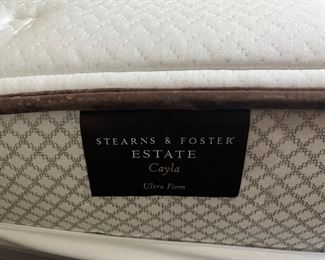 STEARNS & FOSTER®
ESTATE
Cayla
Ultra Firm